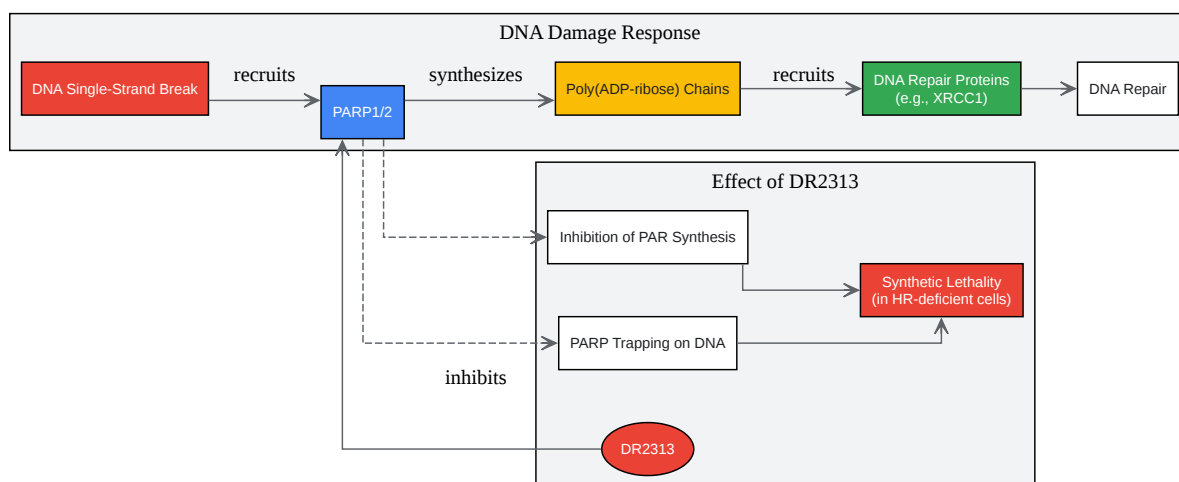 DNA Damage Response
DNA Single-Strand Break
recruits
PARP1/2
synthesizes
Poly(ADP-ribose) Chains
recruits
DNA Repair Proteins
(e.g., XRCC1)
DNA Repair
Effect of DR2313
Inhibition of PAR Synthesis
Synthetic Lethality
(in HR-deficient cells)
PARP Trapping on DNA
inhibits
DR2313